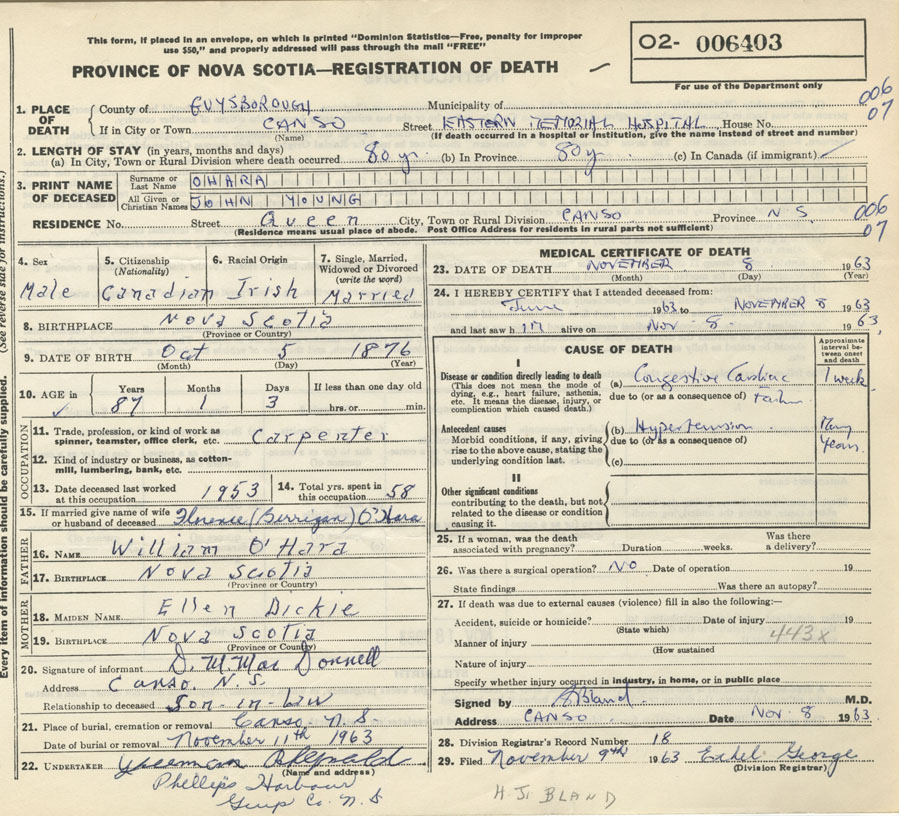 This form, if placed in an envelope, on which is printed "Dominion Statistics—Free, penalty for improper
use $50," and properly addressed will pass through the mail "FREE"
O2- 006403
PROVINCE OF NOVA SCOTIA—REGISTRATION OF DEATH
For use of the Department only
1. PLACE OF DEATH
County of GUYSBOROUGH Municipality of
006
07
If in City or Town CANSO Street EASTERN MEMORIAL HOSPITAL House No.
(Name) (If death occurred in a hospital or institution, give the name instead of street and number)
2. LENGTH OF STAY (in years, months and days)
(a) In City, Town or Rural Division where death occurred 80 yr. (b) In Province 80 y. (c) In Canada (if immigrant)
3. PRINT NAME OF DECEASED
Surname or Last Name OHARA
All Given or Christian Names JOHN YOUNG
RESIDENCE No. Street Queen City, Town or Rural Division CANSO Province N S
006
07
(Residence means usual place of abode. Post Office Address for residents in rural parts not sufficient)
4. Sex
Male
5. Citizenship (Nationality)
Canadian
6. Racial Origin
Irish
7. Single, Married, Widowed or Divorced (write the word)
Married
8. BIRTHPLACE Nova Scotia
(Province or Country)
9. DATE OF BIRTH Oct 5 1876
(Month) (Day) (Year)
10. AGE in
Years Months Days If less than one day old
87 1 3 hrs. or min.
OCCUPATION
11. Trade, profession, or kind of work as
spinner, teamster, office clerk, etc. Carpenter
12. Kind of industry or business, as cotton-
mill, lumbering, bank, etc.
13. Date deceased last worked
at this occupation 1953
14. Total yrs. spent in
this occupation 58
15. If married give name of wife
or husband of deceased Florence (Berrigan) O'Hara
FATHER
16. NAME William O'Hara
17. BIRTHPLACE Nova Scotia
(Province or Country)
MOTHER
18. MAIDEN NAME Ellen Dickie
19. BIRTHPLACE Nova Scotia
(Province or Country)
20. Signature of informant D. M. MacDonnell
Address Canso, N.S.
Relationship to deceased Son-in-law
21. Place of burial, cremation or removal Canso N.S.
Date of burial or removal November 11th 1963
22. UNDERTAKER
(Name and address)
Phillips Harbour
Guys Co. N.S
MEDICAL CERTIFICATE OF DEATH
23. DATE OF DEATH NOVEMBER 8 1963
(Month) (Day) (Year)
24. I HEREBY CERTIFY that I attended deceased from:
June 1963 to NOVEMBER 8 1963
and last saw h im alive on Nov - 8 - 1963,
CAUSE OF DEATH
Approximate interval between onset and death
I
Disease or condition directly leading to death
(This does not mean the mode of
dying, e.g., heart failure, asthenia,
etc. It means the disease, injury, or
complication which caused death.)
(a) Congestive Cardiac
due to (or as a consequence of) Failure
1 week
Antecedent causes
Morbid conditions, if any, giving
rise to the above cause, stating the
underlying condition last.
(b) Hypertension
due to (or as a consequence of)
(c)
Many
Years.
II
Other significant conditions
contributing to the death, but not
related to the disease or condition
causing it.
25. If a woman, was the death
associated with pregnancy? Duration weeks. Was there a delivery?
26. Was there a surgical operation? NO Date of operation 19
State findings Was there an autopsy?
27. If death was due to external causes (violence) fill in also the following:—
Accident, suicide or homicide? Date of injury 19
(State which)
443x
Manner of injury
(How sustained
Nature of injury
Specify whether injury occurred in industry, in home, or in public place
Signed by Bland M.D.
Address CANSO Date Nov. 8 1963.
28. Division Registrar's Record Number 18
29. Filed November 9th 1963 Ethel George
(Division Registrar)
H.J. BLAND
(See reverse side for instructions.)
Every item of information should be carefully supplied.